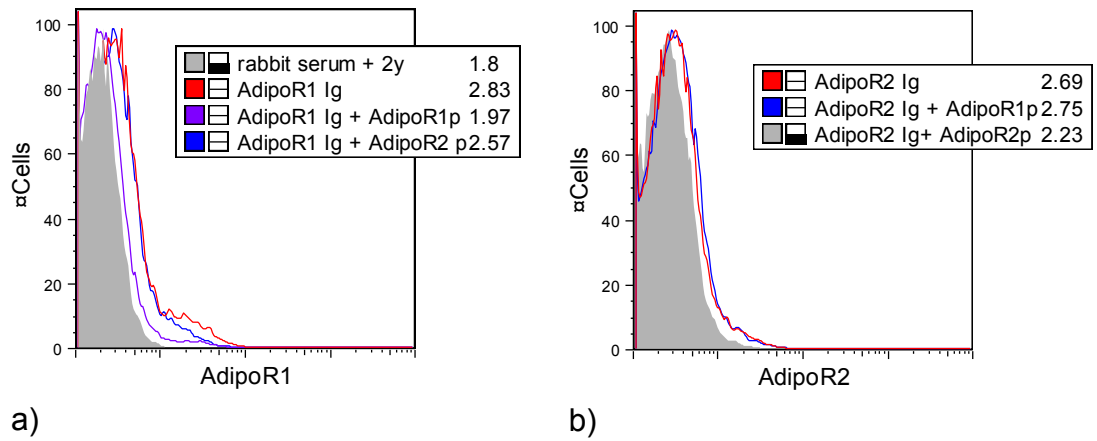 100
80
60
40
20
0
¤Cells
rabbit serum + 2y 1.8
AdipoR1 Ig 2.83
AdipoR1 Ig + AdipoR1p 1.97
AdipoR1 Ig + AdipoR2 p 2.57
AdipoR1
a)
100
80
60
40
20
0
¤Cells
AdipoR2 Ig 2.69
AdipoR2 Ig + AdipoR1p 2.75
AdipoR2 Ig+ AdipoR2p 2.23
AdipoR2
b)